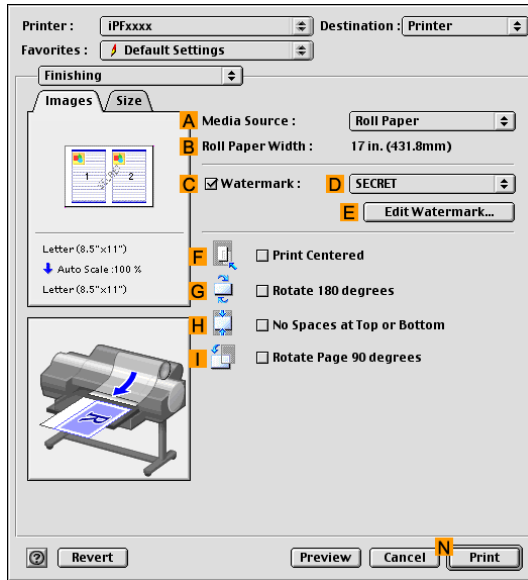 Printer : iPFxxxx Destination : Printer
Favorites : Default Settings
Finishing
Images Size
A Media Source : Roll Paper
B Roll Paper Width : 17 in. (431.8mm)
C Watermark : D SECRET
E Edit Watermark...
1 SECRET 2
Letter (8.5"x11")
Auto Scale :100 %
Letter (8.5"x11")
F Print Centered
G Rotate 180 degrees
H No Spaces at Top or Bottom
I Rotate Page 90 degrees
R
? Revert Preview Cancel N Print